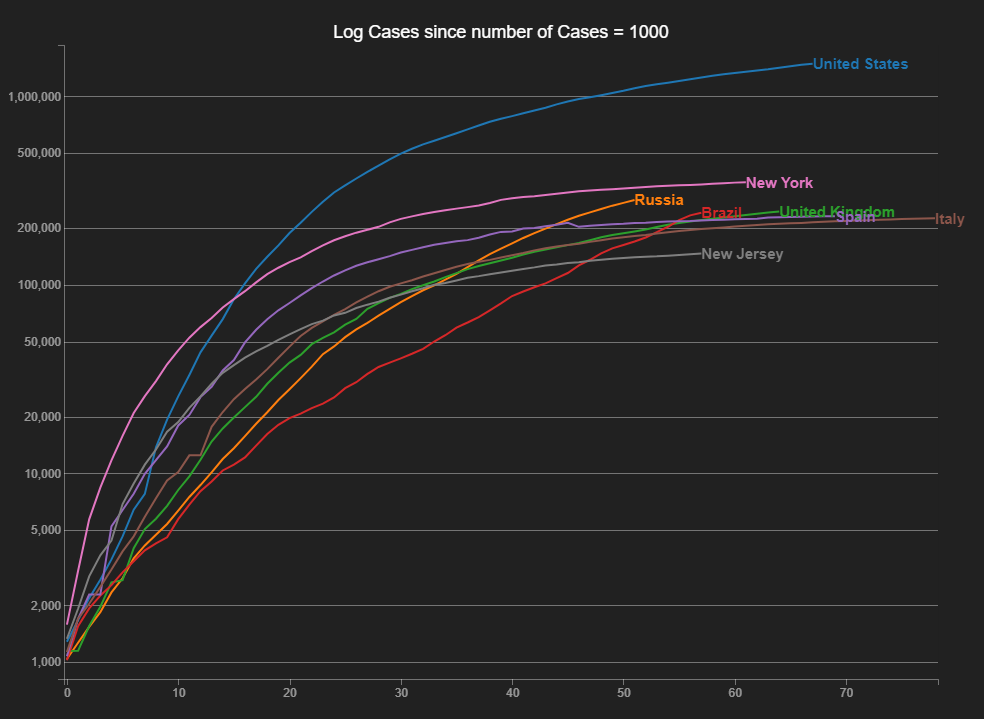 Log Cases since number of Cases = 1000
United States
1,000,000
500,000
New York
Russia
Brazil
United Kingdom
Spain
Italy
200,000
New Jersey
100,000
50,000
20,000
10,000
5,000
2,000
1,000
0 10 20 30 40 50 60 70